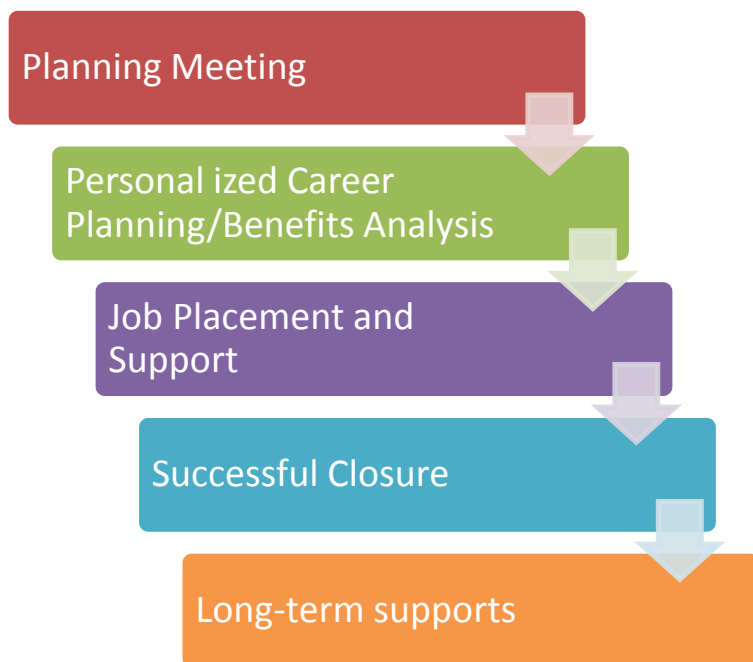 Planning Meeting
Personal ized Career
Planning/Benefits Analysis
Job Placement and
Support
Successful Closure
Long-term supports